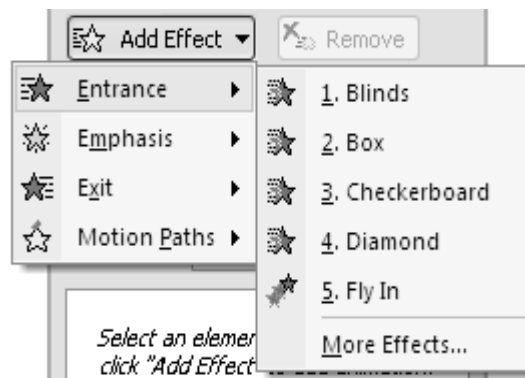 Add Effect
Remove
Entrance
Emphasis
Exit
Motion Paths
1. Blinds
2. Box
3. Checkerboard
4. Diamond
5. Fly In
More Effects...
Select an
click "Add Effect"